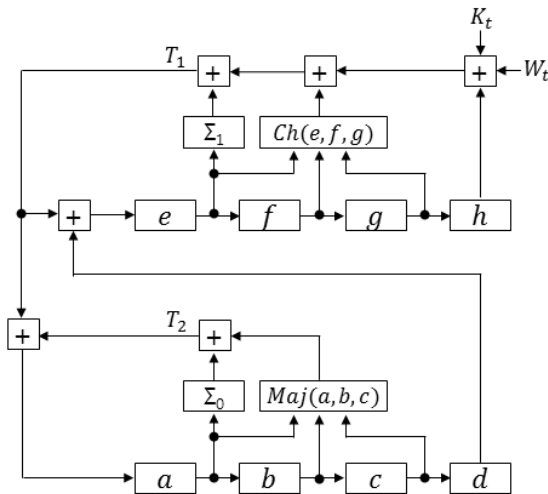 K_t
T_1 + + + W_t
Σ_1 Ch(e,f,g)
+ e f g h
+ T_2 +
Σ_0 Maj(a,b,c)
a b c d